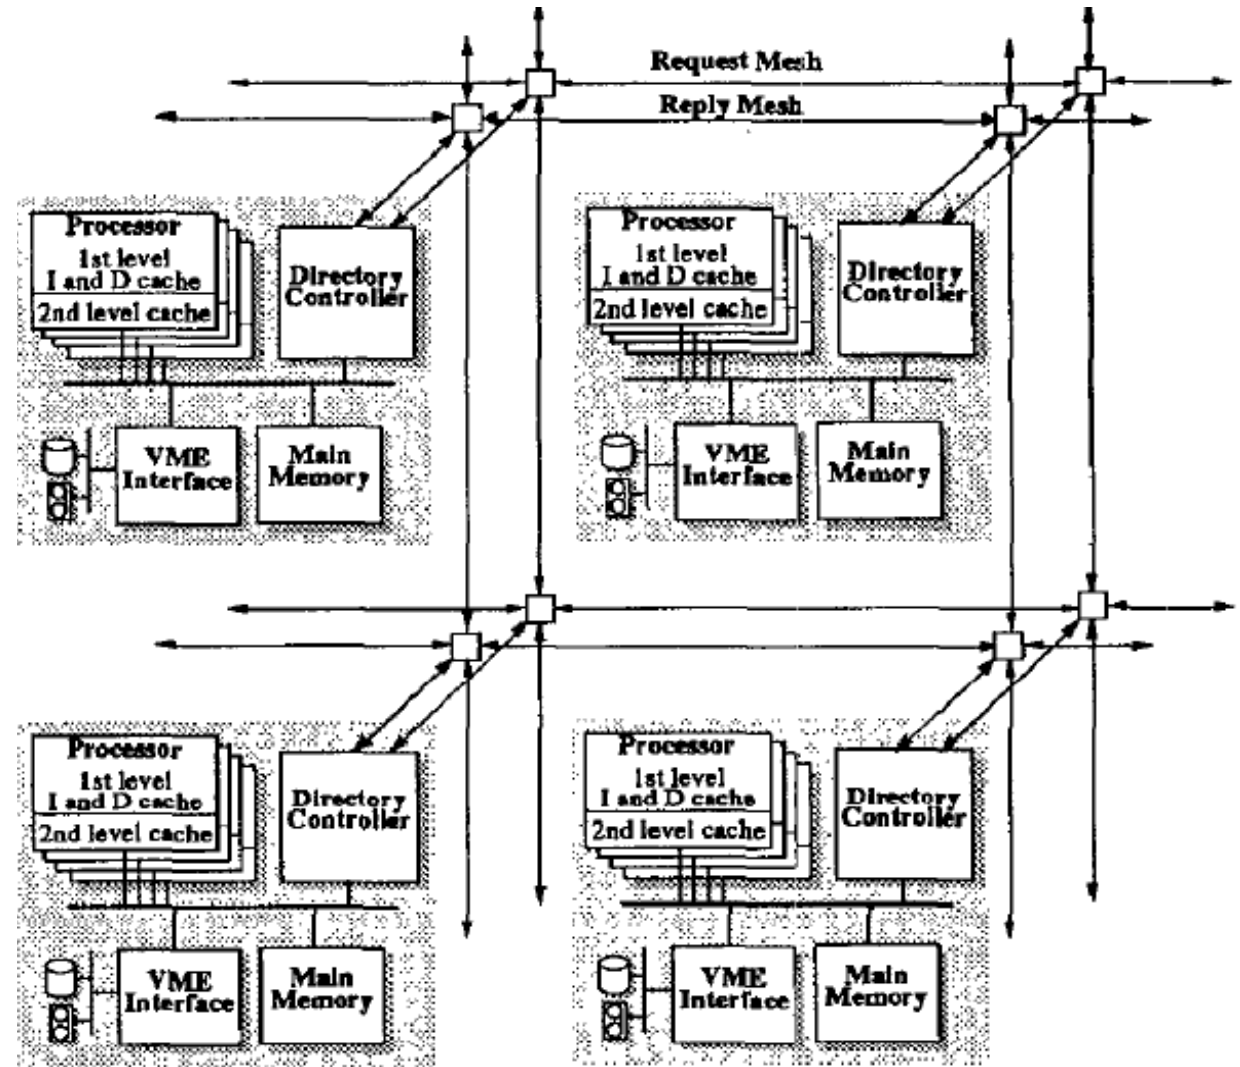 Request Mesh
Reply Mesh
Processor
1st level
I and D cache
2nd level cache
Directory
Controller
VME
Interface
Main
Memory
Processor
1st level
I and D cache
2nd level cache
Directory
Controller
VME
Interface
Main
Memory
Processor
1st level
I and D cache
2nd level cache
Directory
Controller
VME
Interface
Main
Memory
Processor
1st level
I and D cache
2nd level cache
Directory
Controller
VME
Interface
Main
Memory